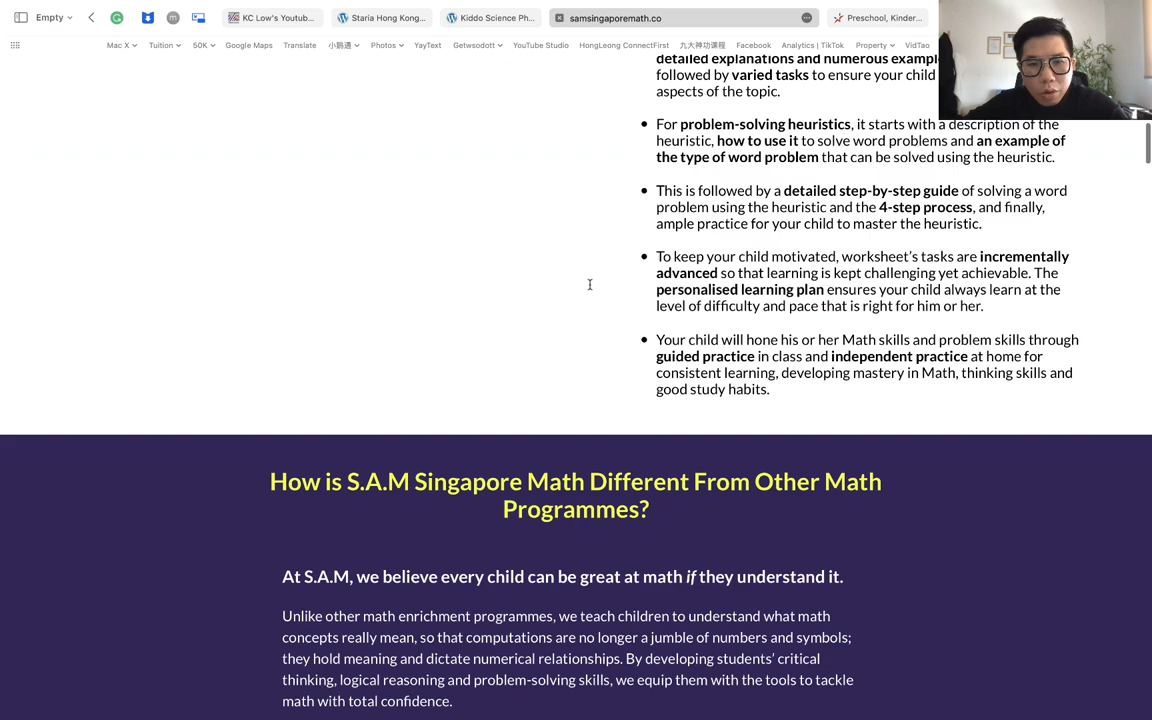 Empty
KC Low's Youtub...
Staria Hong Kong...
Kiddo Science Ph...
samsingaporemath.co
Preschool, Kinder...
Mac X
Tuition
50K
Google Maps
Translate
小鹅通
Photos
YayText
Getwsodott
YouTube Studio
HongLeong ConnectFirst
九大神功课程
Facebook
Analytics | TikTok
Property
VidTao
detailed explanations and numerous exampl
followed by varied tasks to ensure your child
aspects of the topic.
• For problem-solving heuristics, it starts with a description of the
heuristic, how to use it to solve word problems and an example of
the type of word problem that can be solved using the heuristic.
• This is followed by a detailed step-by-step guide of solving a word
problem using the heuristic and the 4-step process, and finally,
ample practice for your child to master the heuristic.
• To keep your child motivated, worksheet's tasks are incrementally
advanced so that learning is kept challenging yet achievable. The
personalised learning plan ensures your child always learn at the
level of difficulty and pace that is right for him or her.
• Your child will hone his or her Math skills and problem skills through
guided practice in class and independent practice at home for
consistent learning, developing mastery in Math, thinking skills and
good study habits.
How is S.A.M Singapore Math Different From Other Math
Programmes?
At S.A.M, we believe every child can be great at math if they understand it.
Unlike other math enrichment programmes, we teach children to understand what math
concepts really mean, so that computations are no longer a jumble of numbers and symbols;
they hold meaning and dictate numerical relationships. By developing students' critical
thinking, logical reasoning and problem-solving skills, we equip them with the tools to tackle
math with total confidence.